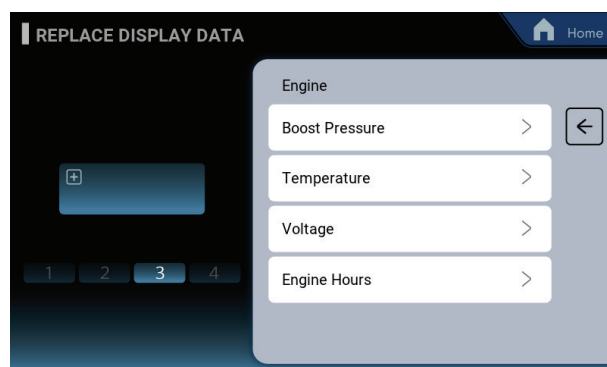 REPLACE DISPLAY DATA
Home
Engine
Boost Pressure
Temperature
Voltage
Engine Hours
1 2 3 4